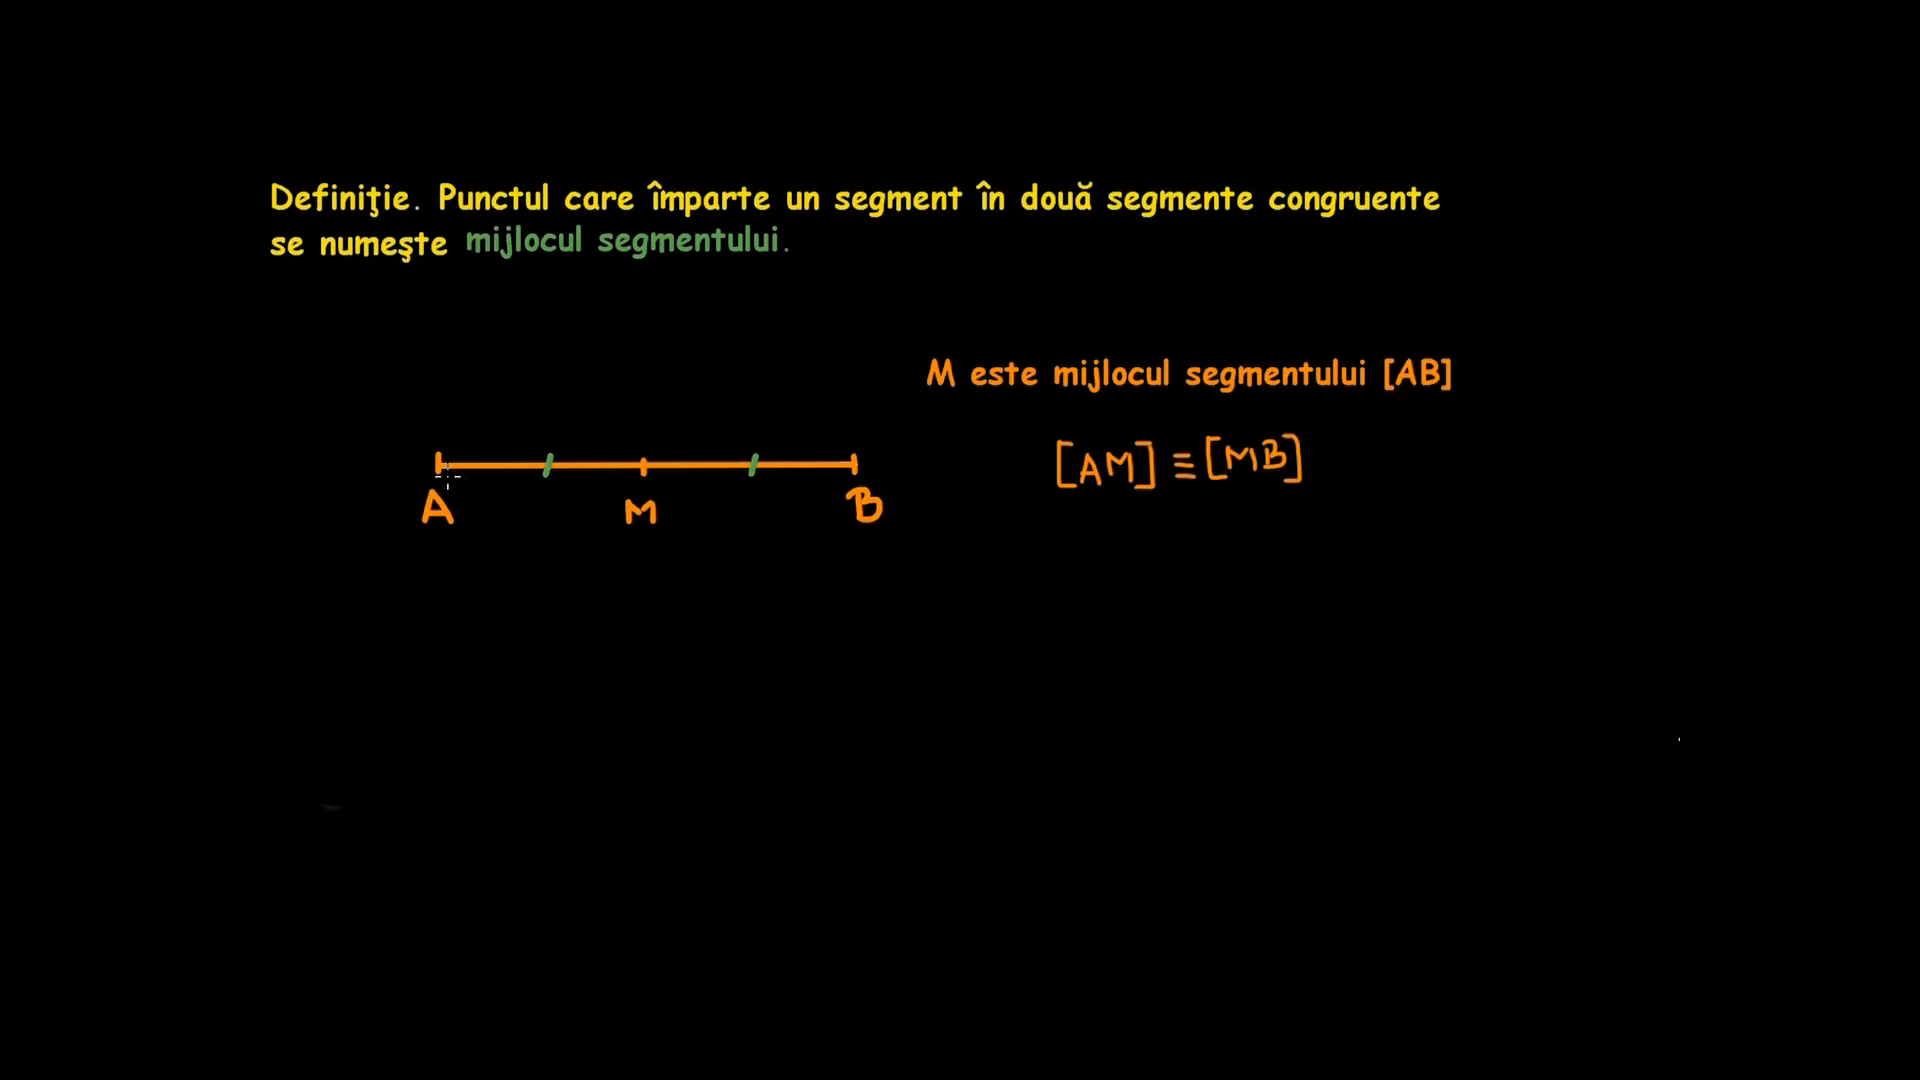 Definiţie. Punctul care împarte un segment în două segmente congruente
se numeşte mijlocul segmentului.
M este mijlocul segmentului [AB]
[AM] ≡ [MB]
A M B